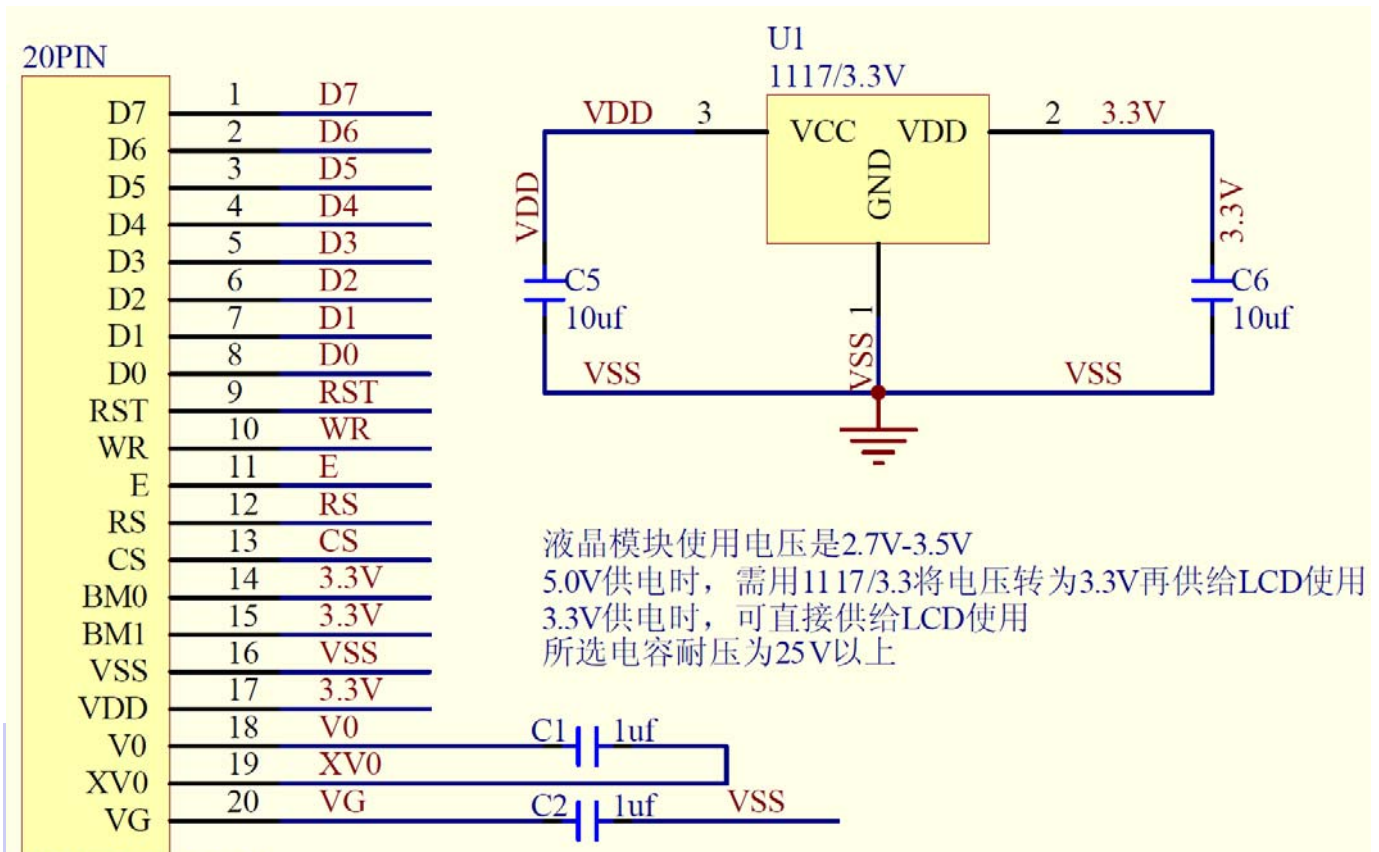 20PIN
D7 1 D7
D6 2 D6
D5 3 D5
D4 4 D4
D3 5 D3
D2 6 D2
D1 7 D1
D0 8 D0
RST 9 RST
WR 10 WR
E 11 E
RS 12 RS
CS 13 CS
BM0 14 3.3V
BM1 15 3.3V
VSS 16 VSS
VDD 17 3.3V
V0 18 V0
XV0 19 XV0
VG 20 VG
C1 1uf
C2 1uf VSS
U1
1117/3.3V
VDD 3 VCC VDD 2 3.3V
GND
VDD
3.3V
C5
10uf
C6
10uf
1
VSS
VSS
VSS
液晶模块使用电压是2.7V-3.5V
5.0V供电时，需用1117/3.3将电压转为3.3V再供给LCD使用
3.3V供电时，可直接供给LCD使用
所选电容耐压为25V以上